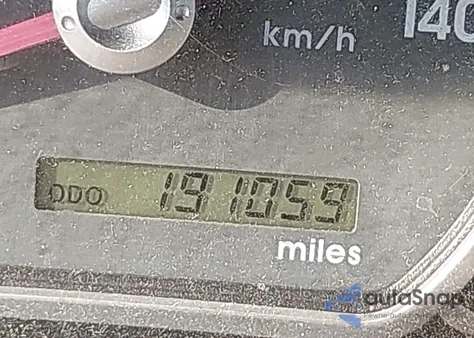 km/h
140
ODO 191059
miles
autoSnap